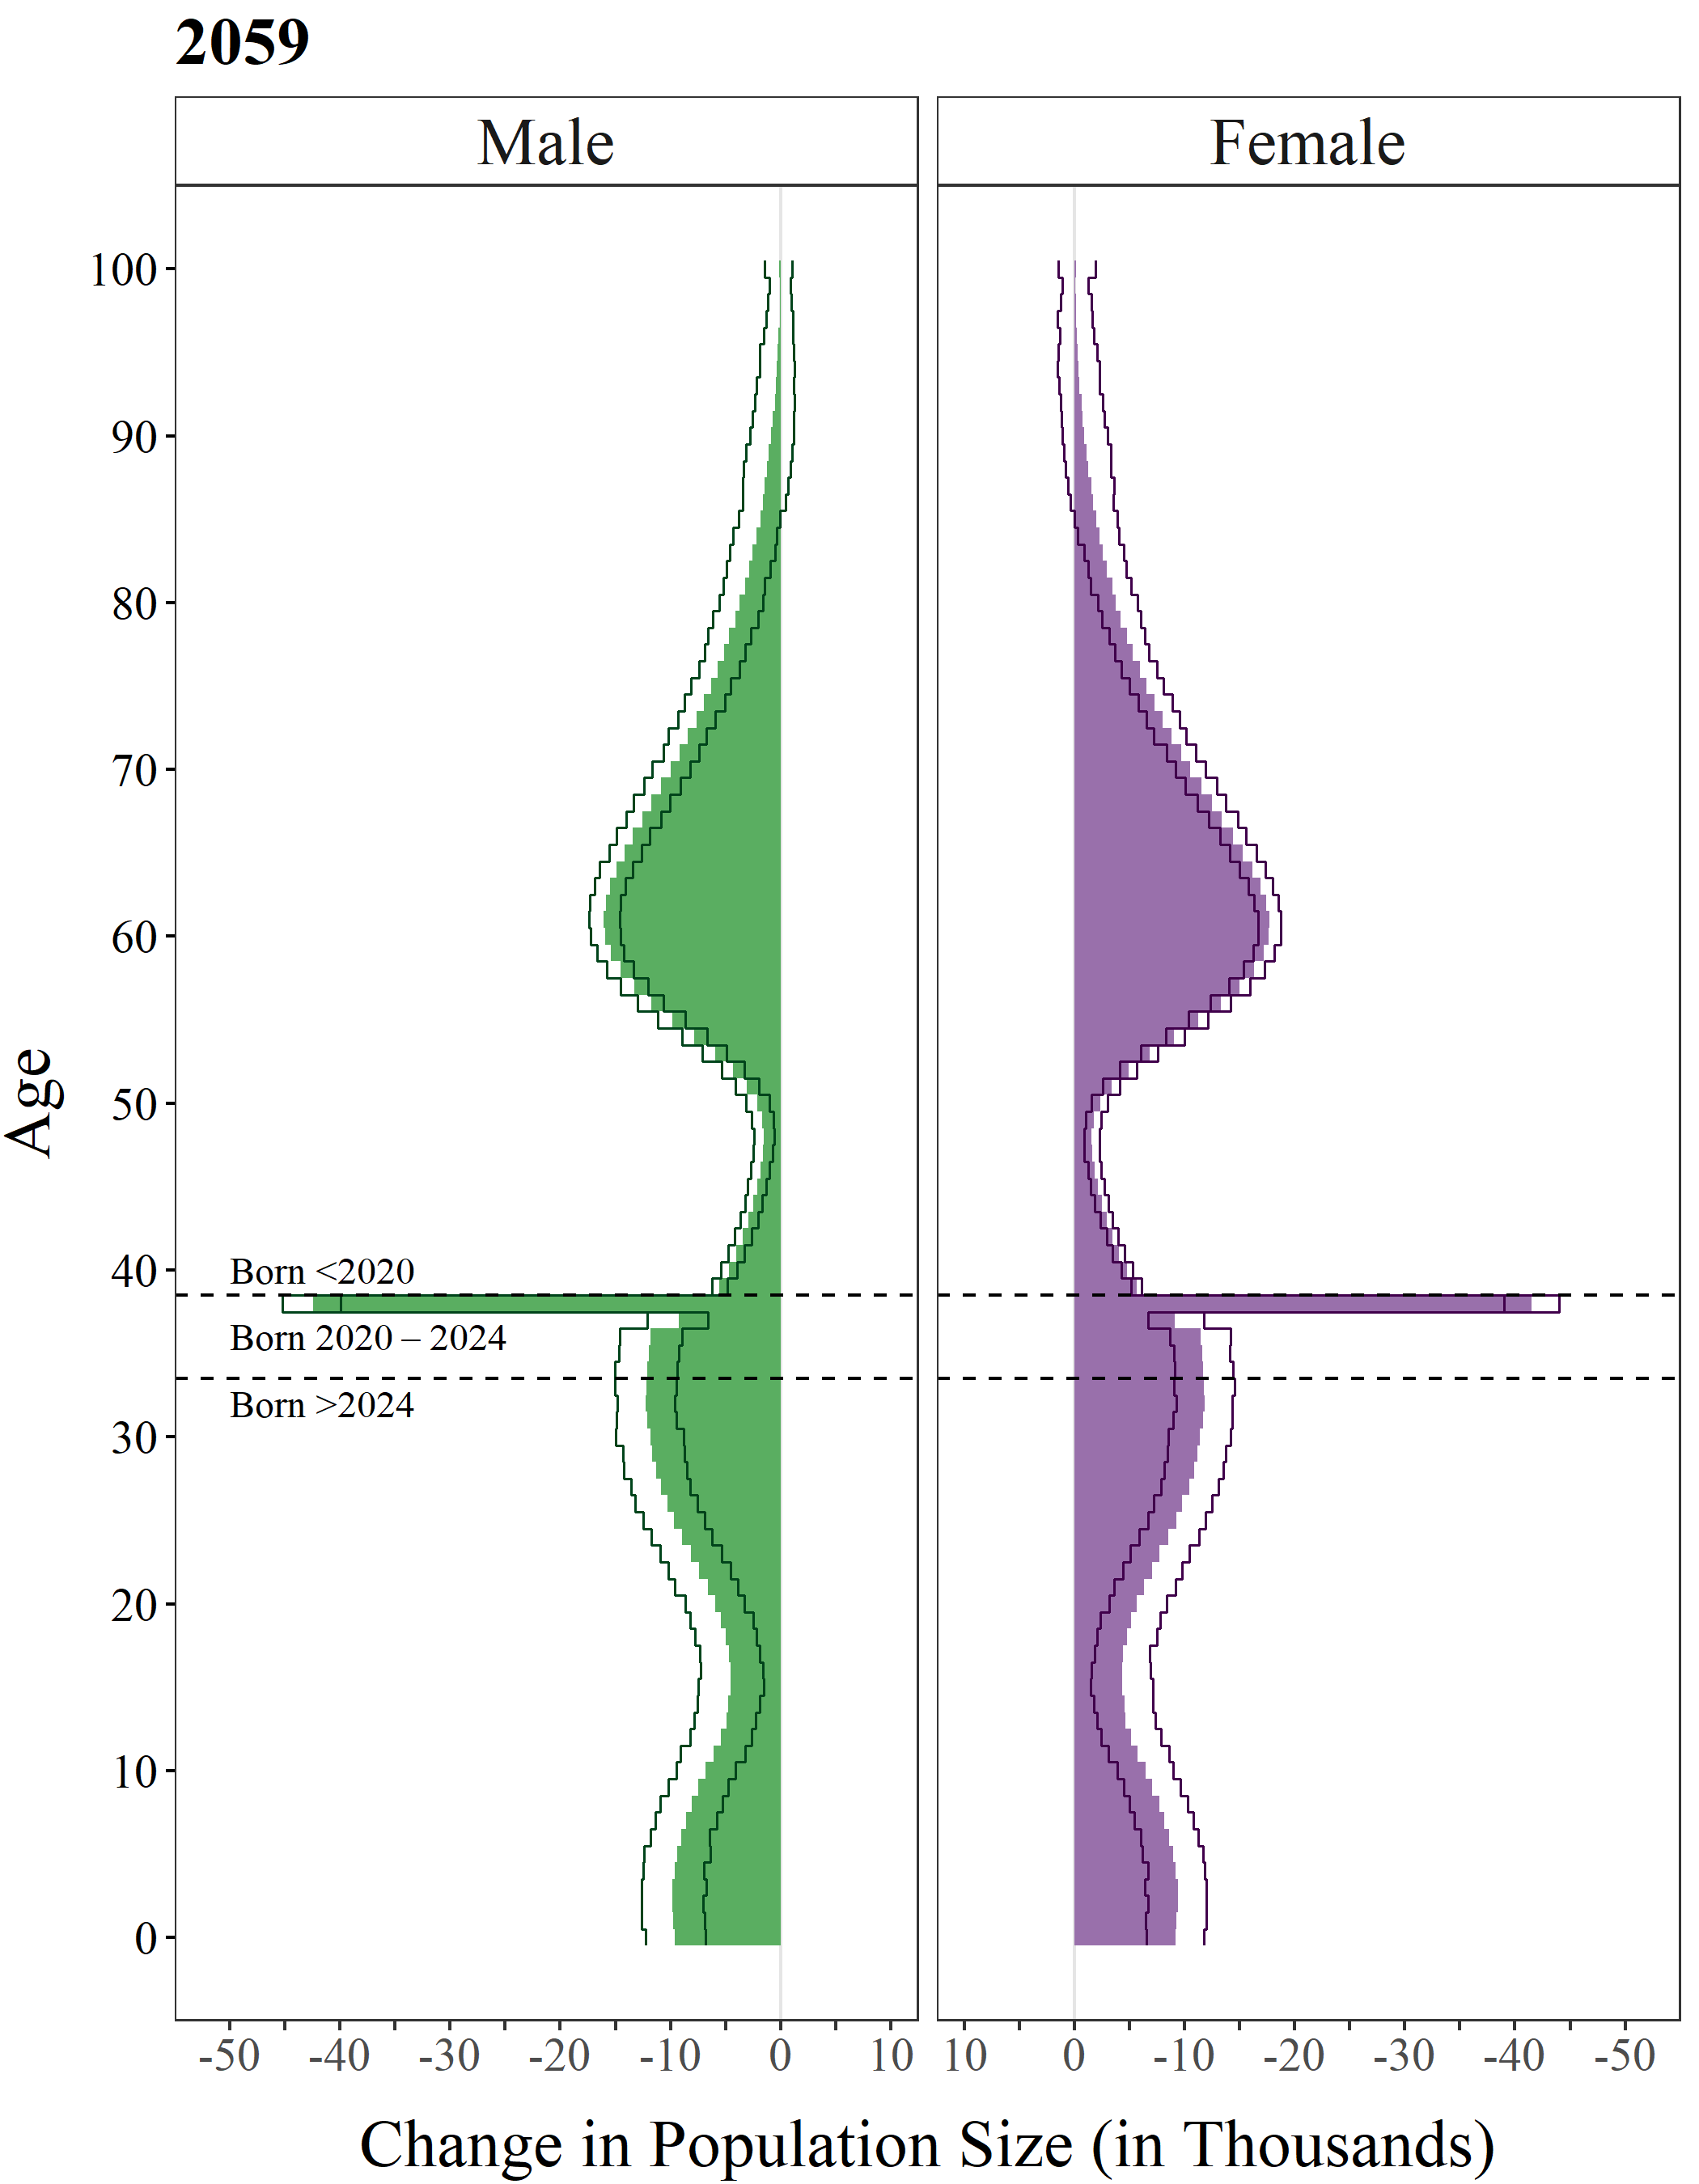 2059
Male
Female
100
90
80
70
60
50
40
30
20
10
0
Age
Born <2020
Born 2020 – 2024
Born >2024
-50 -40 -30 -20 -10 0 10
10 0 -10 -20 -30 -40 -50
Change in Population Size (in Thousands)